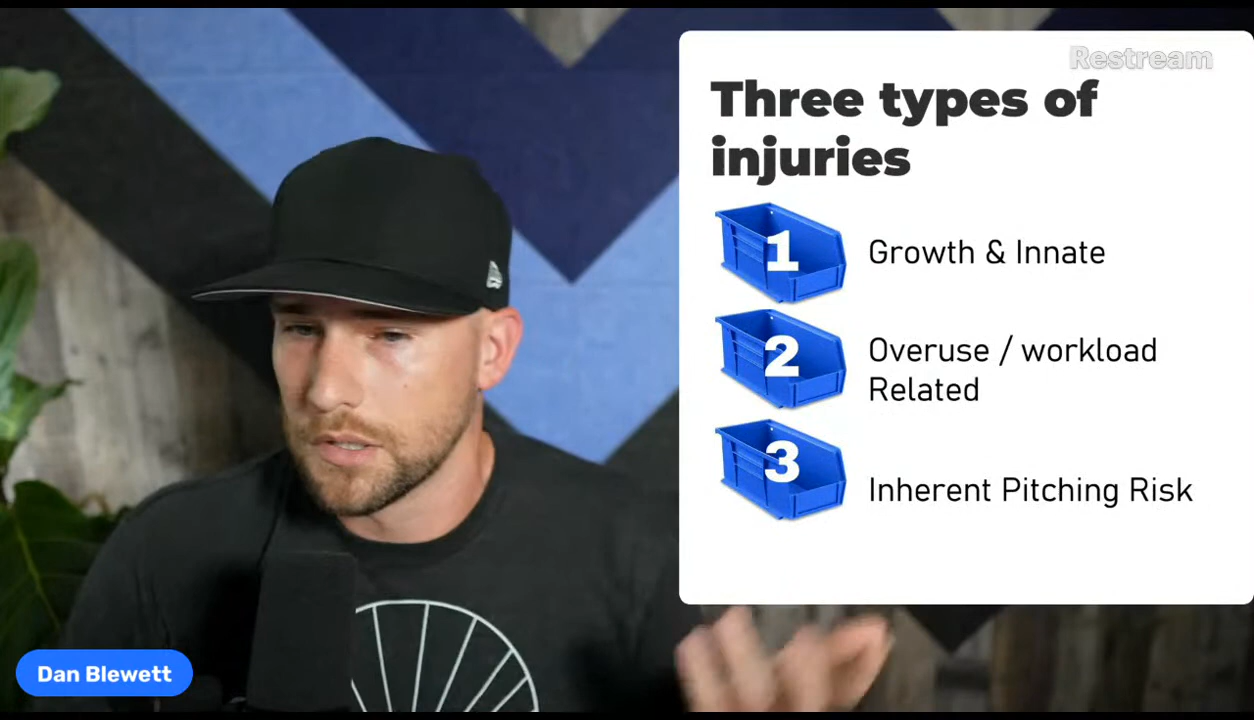 Restream
Three types of
injuries
1
Growth & Innate
2
Overuse / workload
Related
3
Inherent Pitching Risk
Dan Blewett